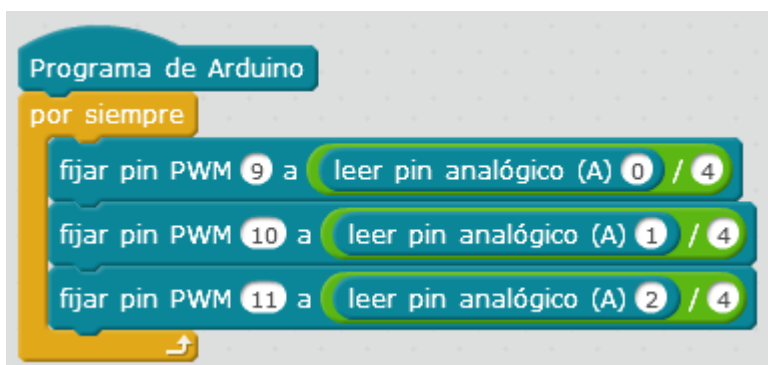 Programa de Arduino
por siempre
fijar pin PWM 9 a leer pin analógico (A) 0 / 4
fijar pin PWM 10 a leer pin analógico (A) 1 / 4
fijar pin PWM 11 a leer pin analógico (A) 2 / 4